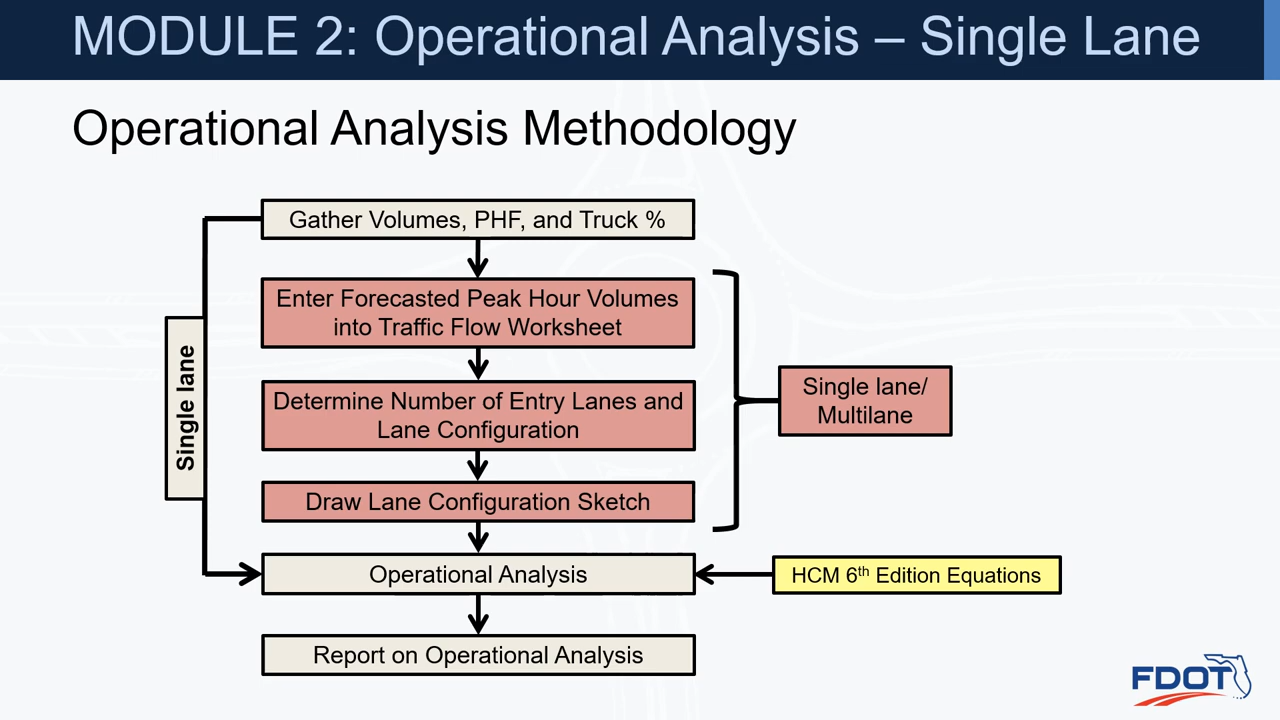 MODULE 2: Operational Analysis – Single Lane
Operational Analysis Methodology
Gather Volumes, PHF, and Truck %
Enter Forecasted Peak Hour Volumes
into Traffic Flow Worksheet
Single lane
Determine Number of Entry Lanes and
Lane Configuration
Single lane/
Multilane
Draw Lane Configuration Sketch
Operational Analysis
HCM 6th Edition Equations
Report on Operational Analysis
FDOT